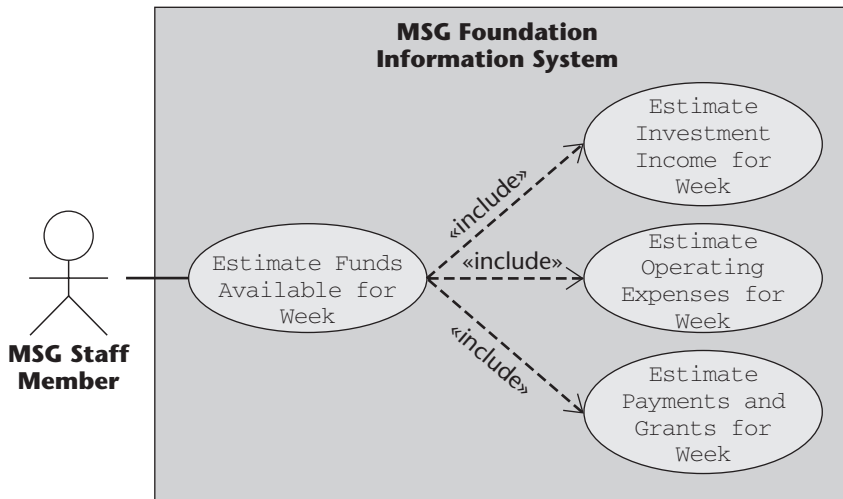 MSG Foundation
Information System
Estimate
Investment
Income for
Week
«include»
Estimate Funds
Available for
Week
«include»
Estimate
Operating
Expenses for
Week
MSG Staff
Member
«include»
Estimate
Payments and
Grants for
Week